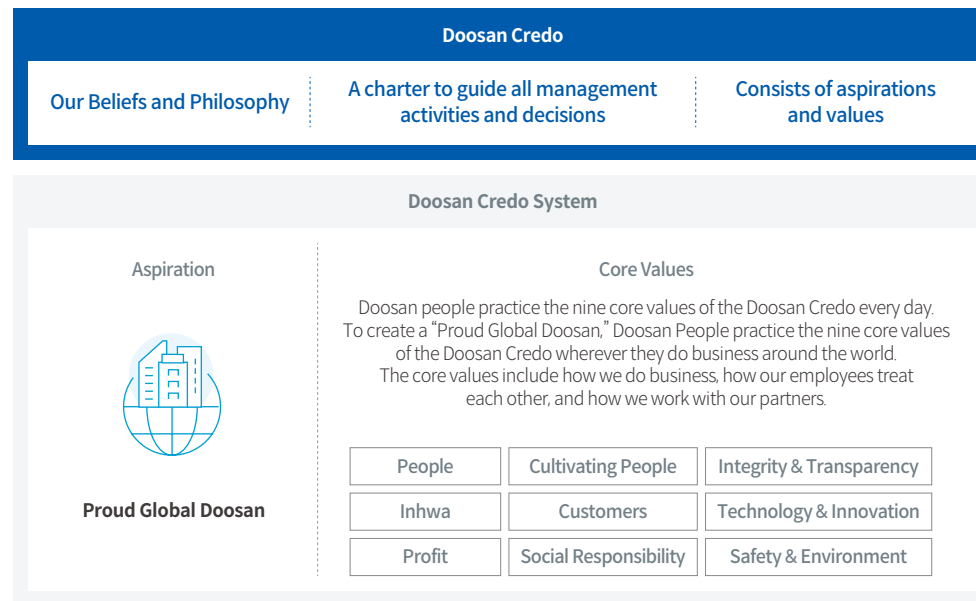 Doosan Credo
Our Beliefs and Philosophy
A charter to guide all management
activities and decisions
Consists of aspirations
and values
Doosan Credo System
Aspiration
Proud Global Doosan
Core Values
Doosan people practice the nine core values of the Doosan Credo every day.
To create a “Proud Global Doosan,” Doosan People practice the nine core values
of the Doosan Credo wherever they do business around the world.
The core values include how we do business, how our employees treat
each other, and how we work with our partners.
People
Cultivating People
Integrity & Transparency
Inhwa
Customers
Technology & Innovation
Profit
Social Responsibility
Safety & Environment